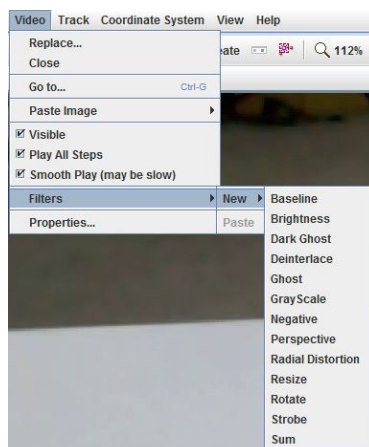 Video Track Coordinate System View Help
Replace...
Close
Go to... Ctrl-G
Paste Image
Visible
Play All Steps
Smooth Play (may be slow)
Filters
Properties...
eate 112%
New
Paste
Baseline
Brightness
Dark Ghost
Deinterlace
Ghost
GrayScale
Negative
Perspective
Radial Distortion
Resize
Rotate
Strobe
Sum